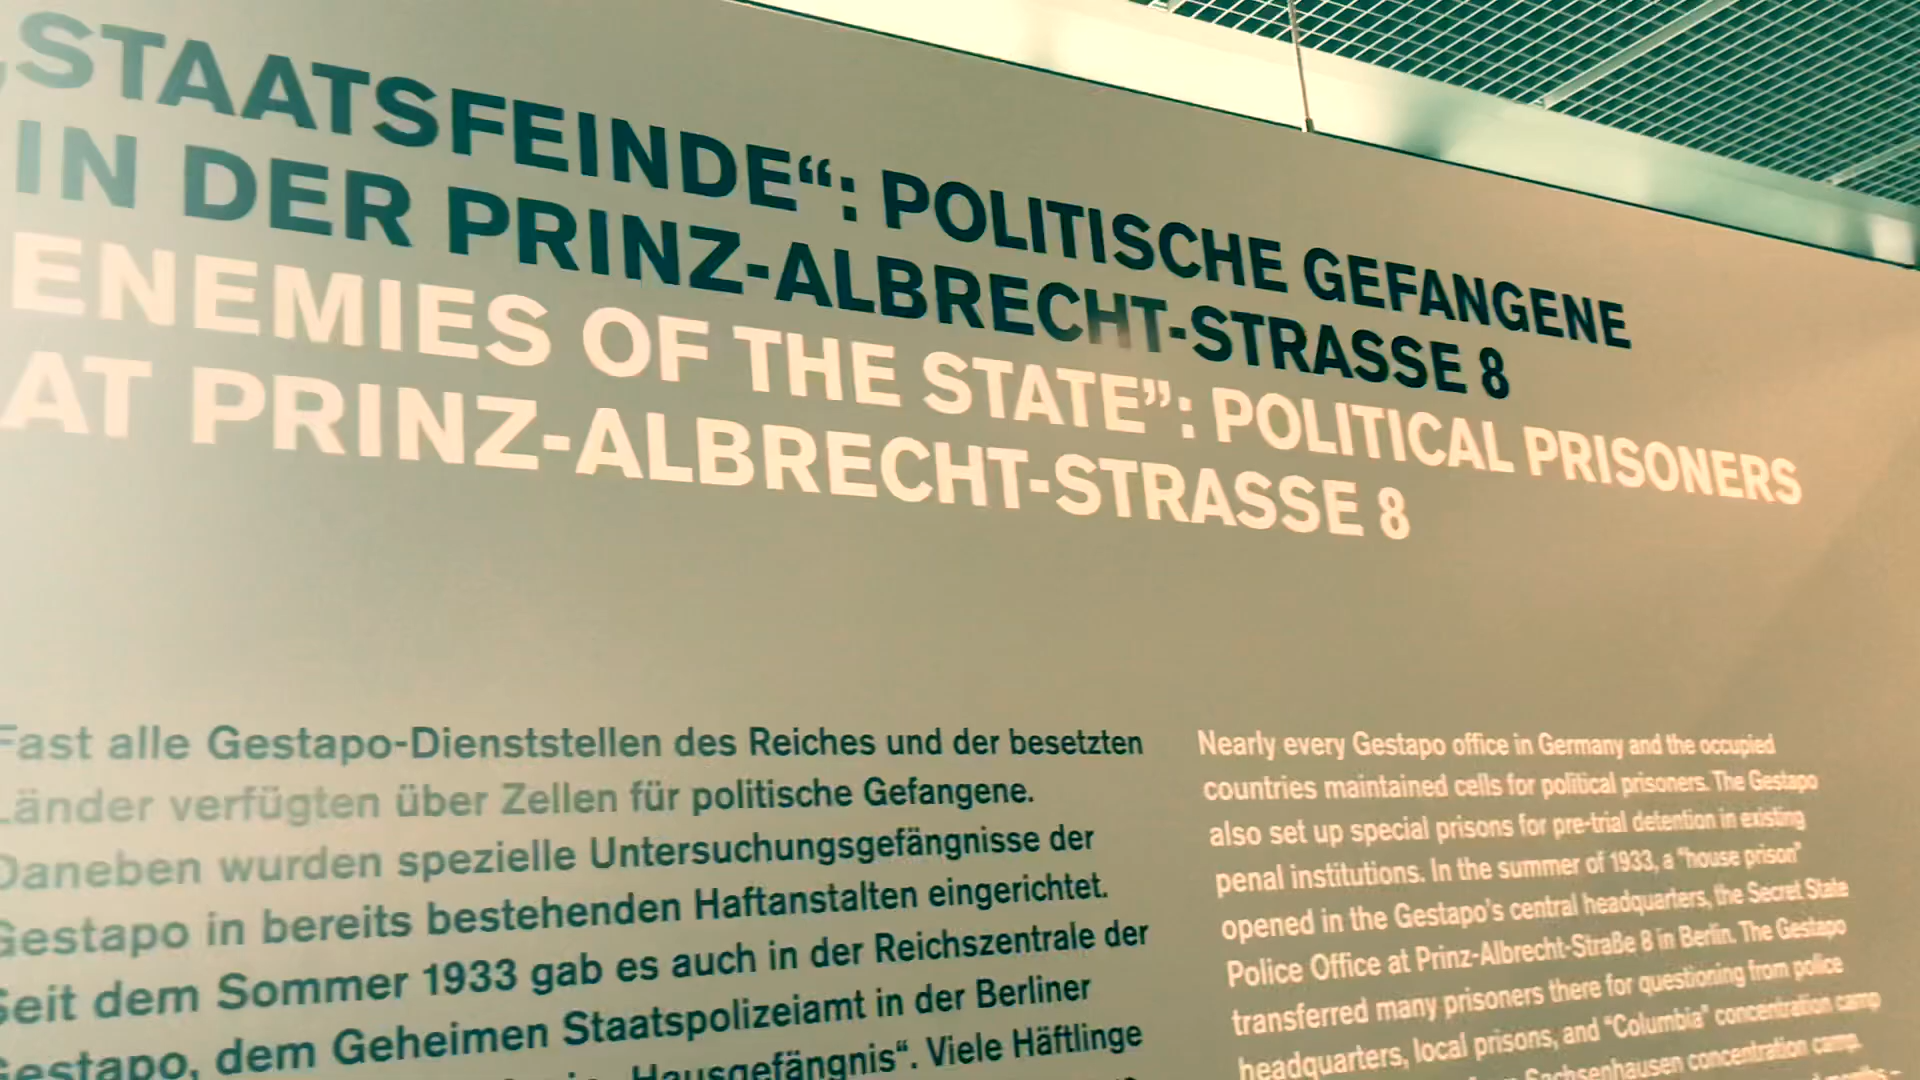 „STAATSFEINDE“: POLITISCHE GEFANGENE
IN DER PRINZ-ALBRECHT-STRASSE 8
ENEMIES OF THE STATE”: POLITICAL PRISONERS
AT PRINZ-ALBRECHT-STRASSE 8
Fast alle Gestapo-Dienststellen des Reiches und der besetzten
Länder verfügten über Zellen für politische Gefangene.
Daneben wurden spezielle Untersuchungsgefängnisse der
Gestapo in bereits bestehenden Haftanstalten eingerichtet.
Seit dem Sommer 1933 gab es auch in der Reichszentrale der
Gestapo, dem Geheimen Staatspolizeiamt in der Berliner
Hausgefängnis“. Viele Häftlinge
Nearly every Gestapo office in Germany and the occupied
countries maintained cells for political prisoners. The Gestapo
also set up special prisons for pre-trial detention in existing
penal institutions. In the summer of 1933, a “house prison”
opened in the Gestapo’s central headquarters, the Secret State
Police Office at Prinz-Albrecht-Straße 8 in Berlin. The Gestapo
transferred many prisoners there for questioning from police
headquarters, local prisons, and “Columbia” concentration camp
Sachsenhausen concentration camp.